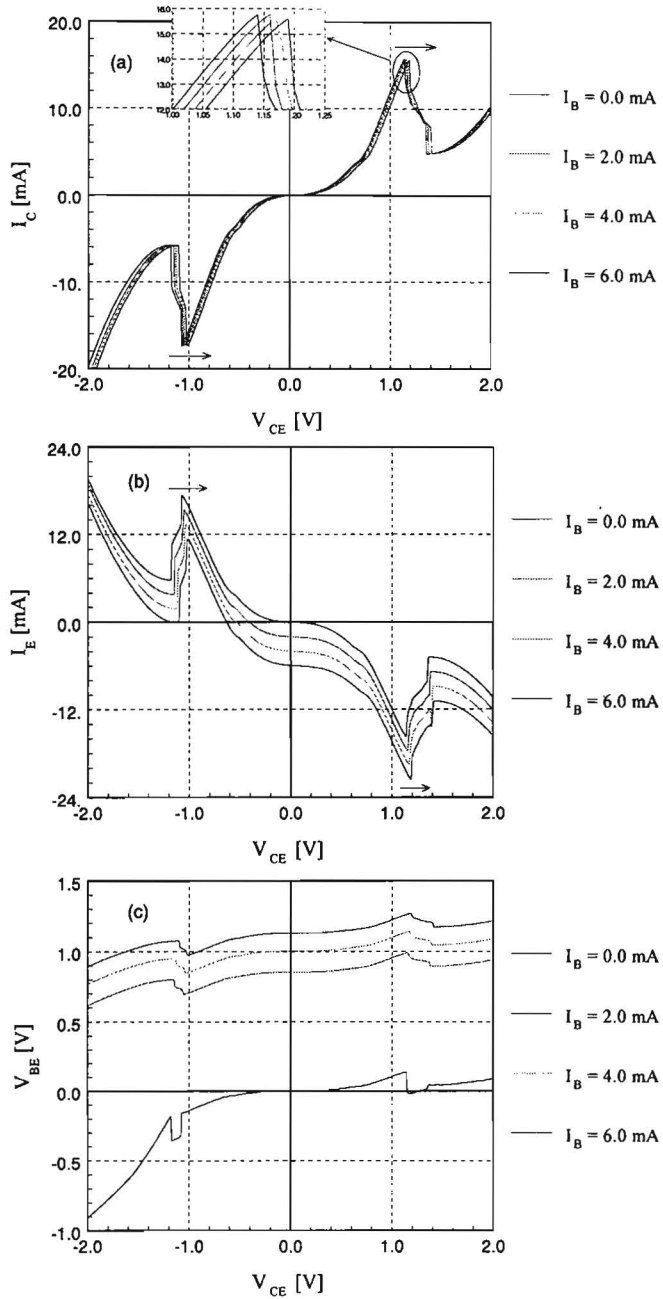 (a)
20.0
10.0
0.0
-10.0
-20.
I_C [mA]
16.0
15.0
14.0
13.0
12.0
1.00
1.05
1.10
1.15
.20
1.25
-2.0
-1.0
0.0
1.0
2.0
V_CE [V]
I_B = 0.0 mA
I_B = 2.0 mA
I_B = 4.0 mA
I_B = 6.0 mA
(b)
24.0
12.0
0.0
-12.
-24.
I_E [mA]
-2.0
-1.0
0.0
1.0
2.0
V_CE [V]
I_B = 0.0 mA
I_B = 2.0 mA
I_B = 4.0 mA
I_B = 6.0 mA
(c)
1.5
1.0
0.5
0.0
-0.5
-1.0
V_BE [V]
-2.0
-1.0
0.0
1.0
2.0
V_CE [V]
I_B = 0.0 mA
I_B = 2.0 mA
I_B = 4.0 mA
I_B = 6.0 mA